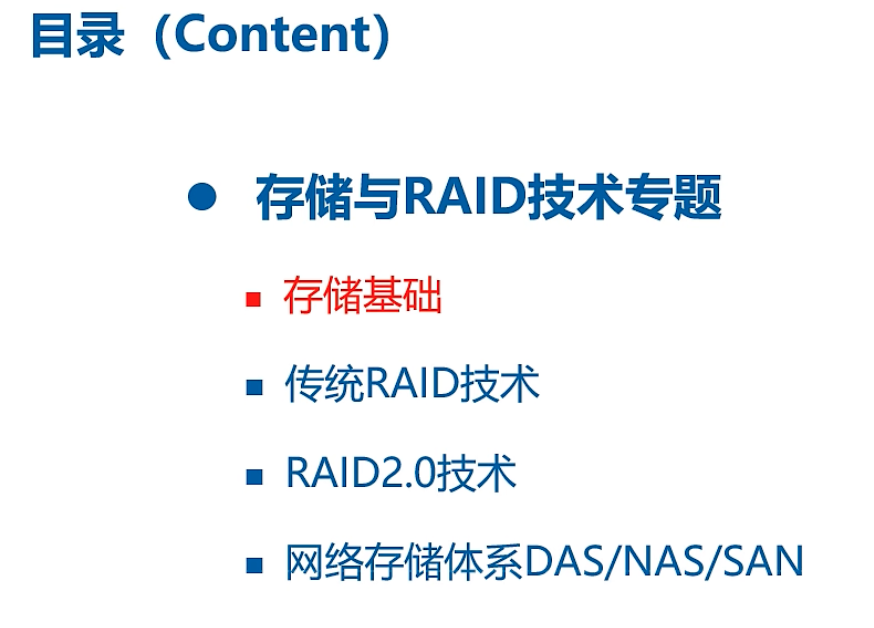 目录（Content）
● 存储与RAID技术专题
▪ 存储基础
▪ 传统RAID技术
▪ RAID2.0技术
▪ 网络存储体系DAS/NAS/SAN